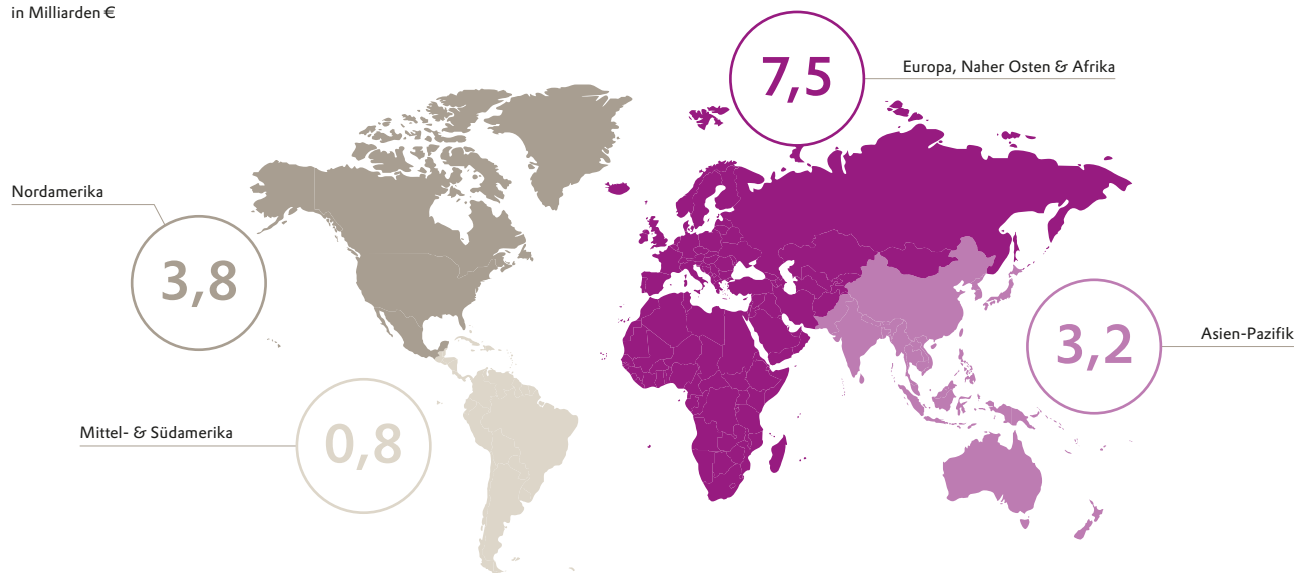 in Milliarden €
7,5
Europa, Naher Osten & Afrika
Nordamerika
3,8
3,2
Asien-Pazifik
Mittel- & Südamerika
0,8